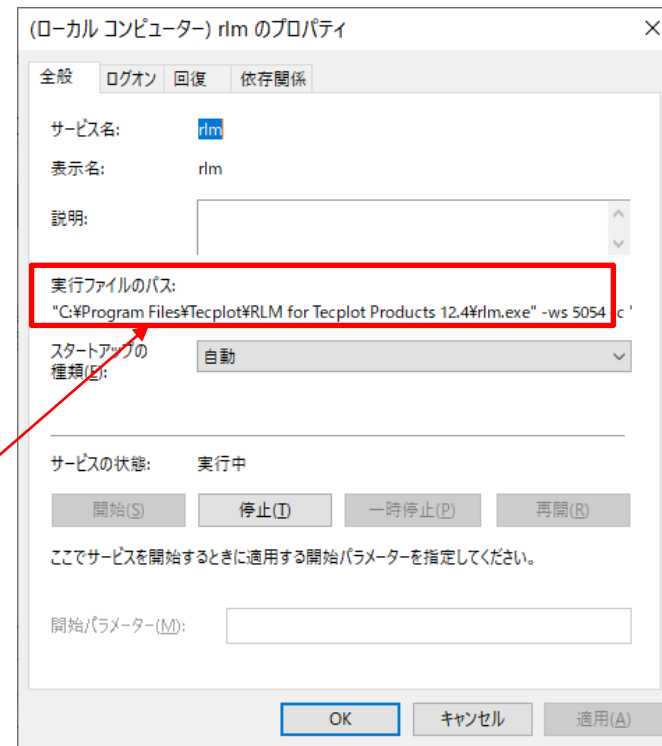 (ローカル コンピューター) rlm のプロパティ
全般 ログオン 回復 依存関係
サービス名: rlm
表示名: rlm
説明:
実行ファイルのパス:
"C:¥Program Files¥Tecplot¥RLM for Tecplot Products 12.4¥rlm.exe" -ws 5054 -c "
スタートアップの
種類(E): 自動
サービスの状態: 実行中
開始(S) 停止(T) 一時停止(P) 再開(R)
ここでサービスを開始するときに適用する開始パラメーターを指定してください。
開始パラメーター(M):
OK キャンセル 適用(A)